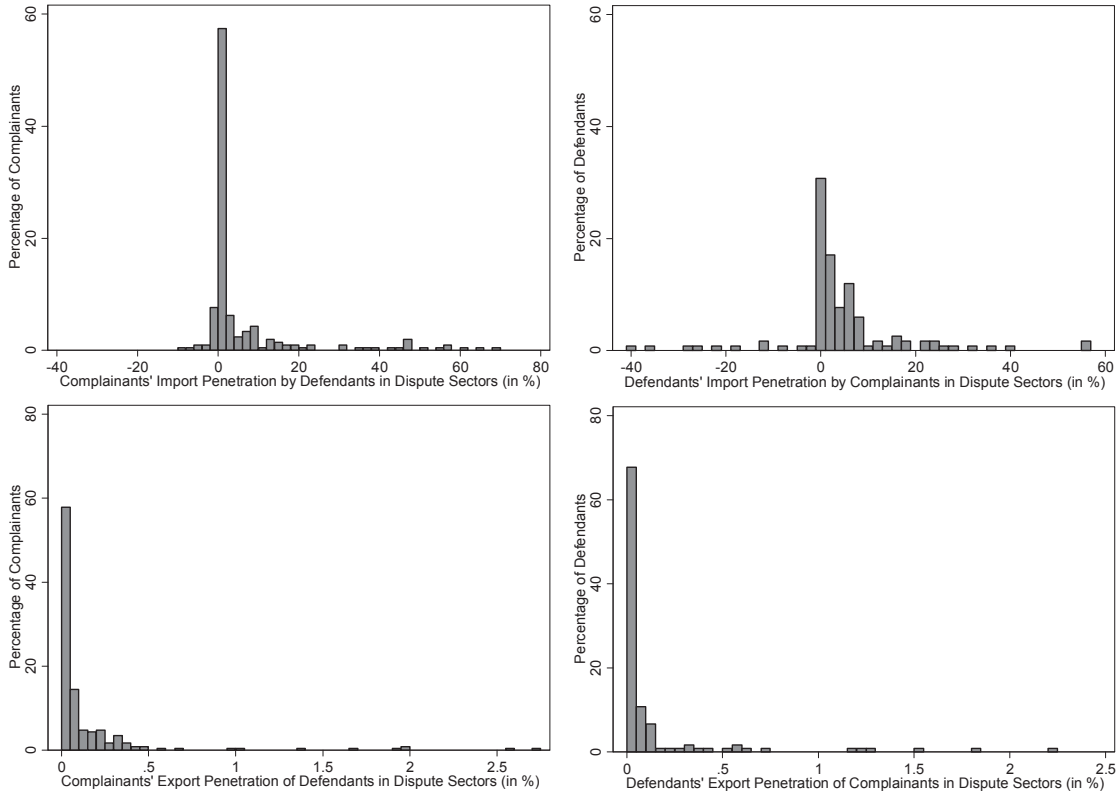 Percentage of Complainants
60
40
20
0
-40 -20 0 20 40 60 80
Complainants' Import Penetration by Defendants in Dispute Sectors (in %)
Percentage of Defendants
60
40
20
0
-40 -20 0 20 40 60
Defendants' Import Penetration by Complainants in Dispute Sectors (in %)
Percentage of Complainants
80
60
40
20
0
0 .5 1 1.5 2 2.5
Complainants' Export Penetration of Defendants in Dispute Sectors (in %)
Percentage of Defendants
80
60
40
20
0
0 .5 1 1.5 2 2.5
Defendants' Export Penetration of Complainants in Dispute Sectors (in %)